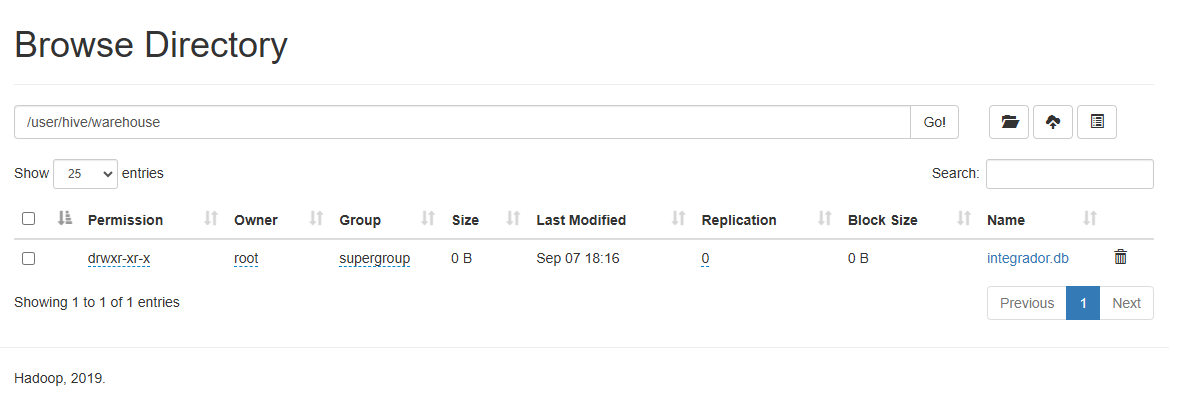 Browse Directory
/user/hive/warehouse Go!
Show 25 entries Search:
Permission Owner Group Size Last Modified Replication Block Size Name
drwxr-xr-x root supergroup 0 B Sep 07 18:16 0 0 B integrador.db
Showing 1 to 1 of 1 entries Previous 1 Next
Hadoop, 2019.